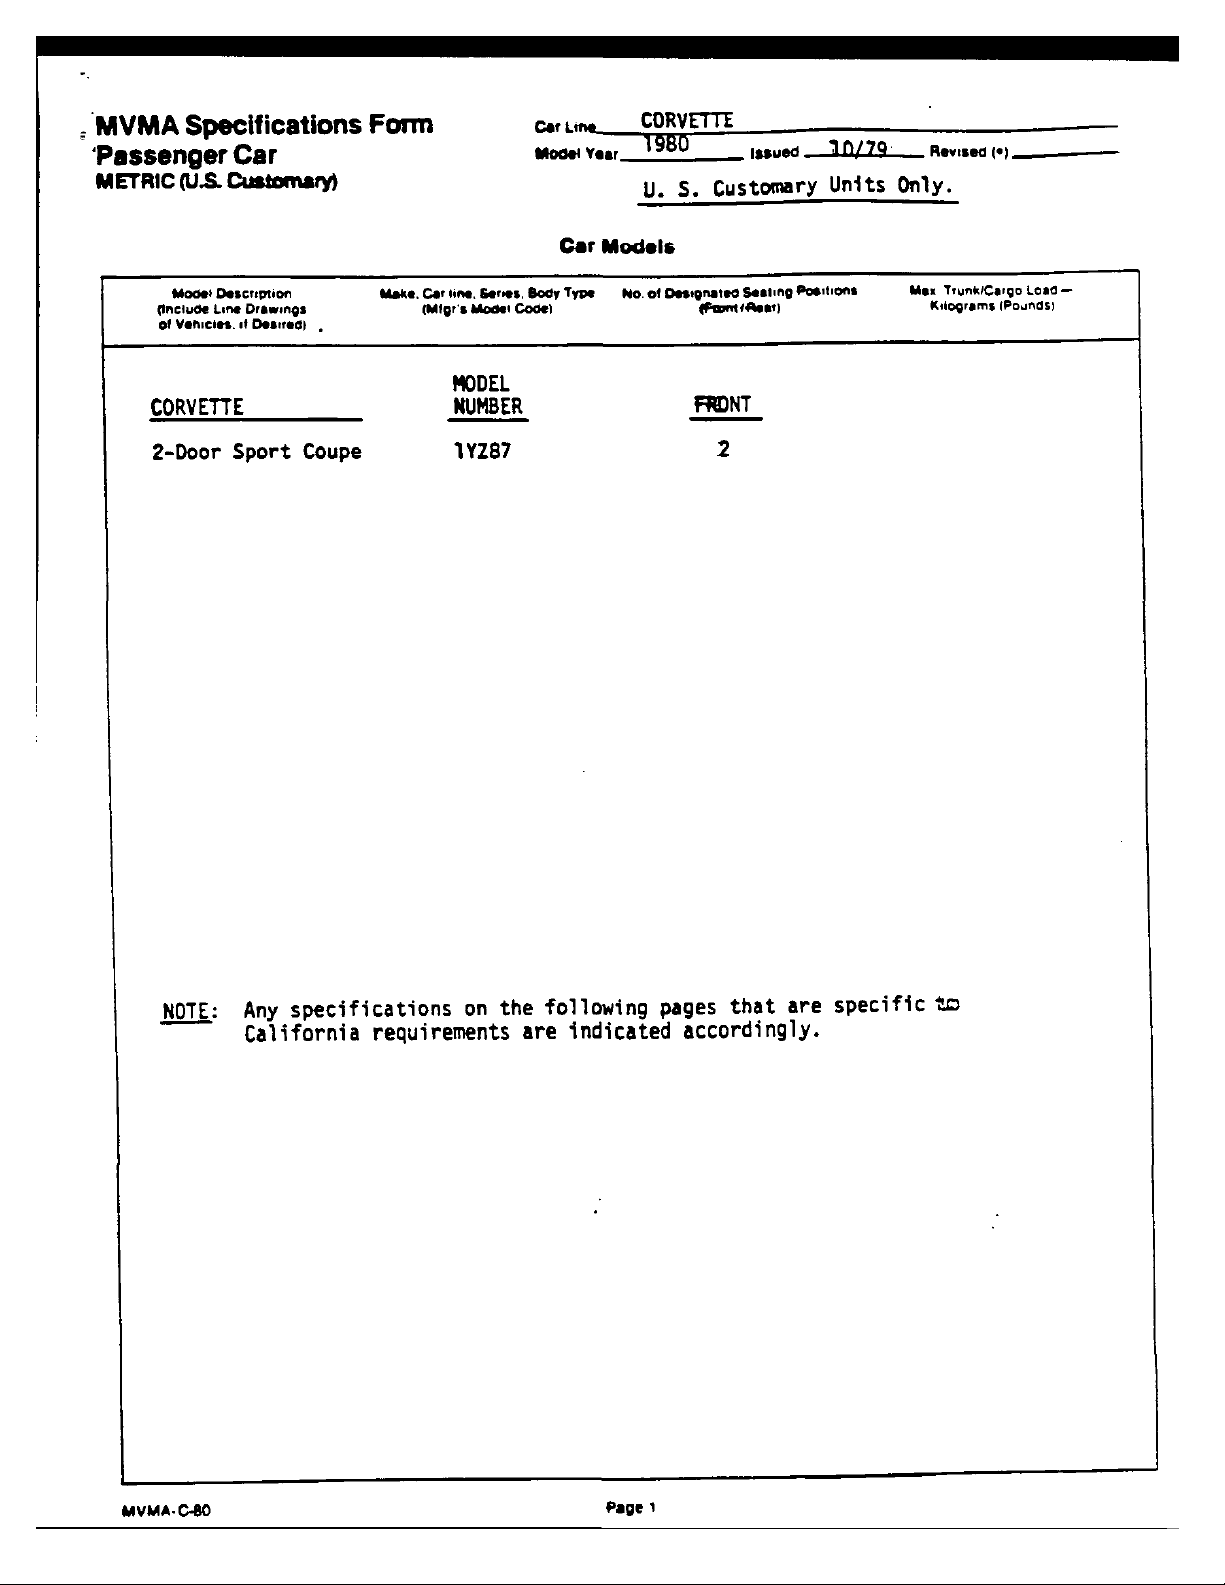 MVMA Specifications Form
Passenger Car
METRIC (U.S. Customary)
Car Line CORVETTE
Model Year 1980 Issued 10/79 Revised (•)
U. S. Customary Units Only.
Car Models
Model Description
(Include Line Drawings
of Vehicles, if Desired)
Make, Car line, Series, Body Type
(Mfgr's Model Code)
No. of Designated Seating Positions
(Front/Rear)
Max Trunk/Cargo Load —
Kilograms (Pounds)
CORVETTE
MODEL
NUMBER
FRONT
2-Door Sport Coupe 1YZ87 2
NOTE: Any specifications on the following pages that are specific to
California requirements are indicated accordingly.
MVMA-C-80 Page 1